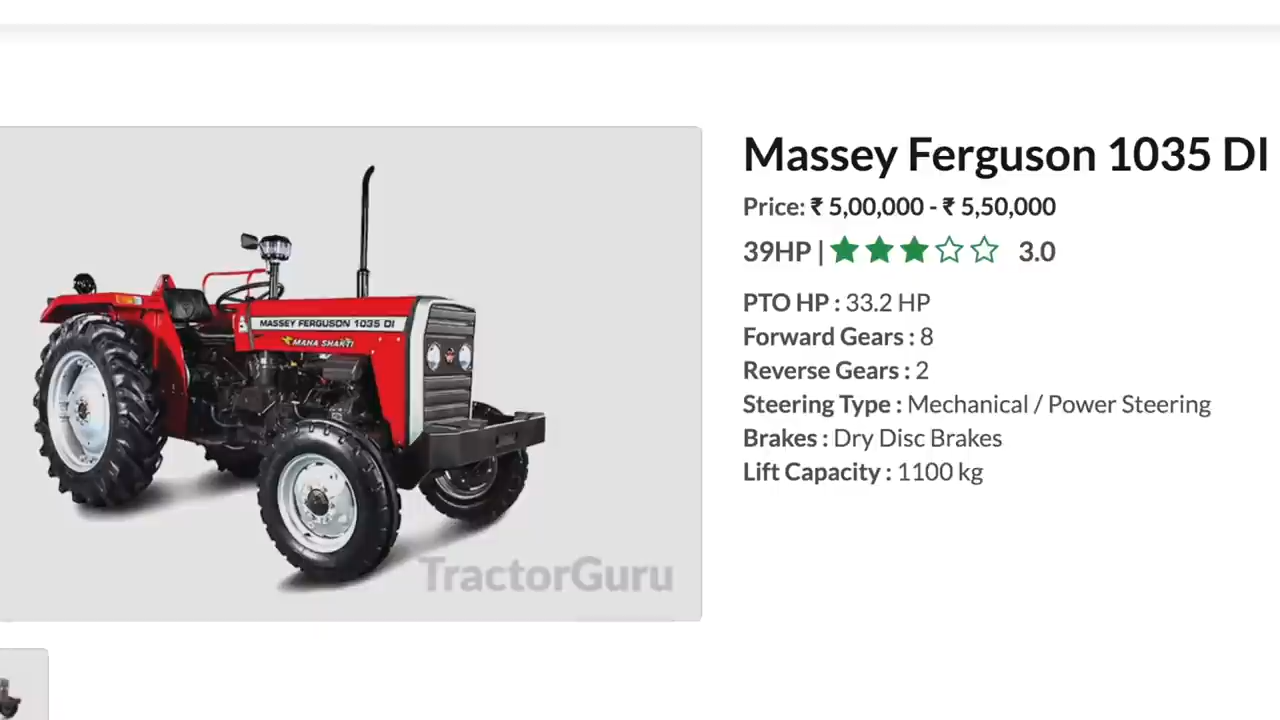 Massey Ferguson 1035 DI
Price: ₹ 5,00,000 - ₹ 5,50,000
39HP | 3.0
PTO HP : 33.2 HP
Forward Gears : 8
Reverse Gears : 2
Steering Type : Mechanical / Power Steering
Brakes : Dry Disc Brakes
Lift Capacity : 1100 kg
MASSEY FERGUSON 1035 DI
MAHA SHAKTI
TractorGuru